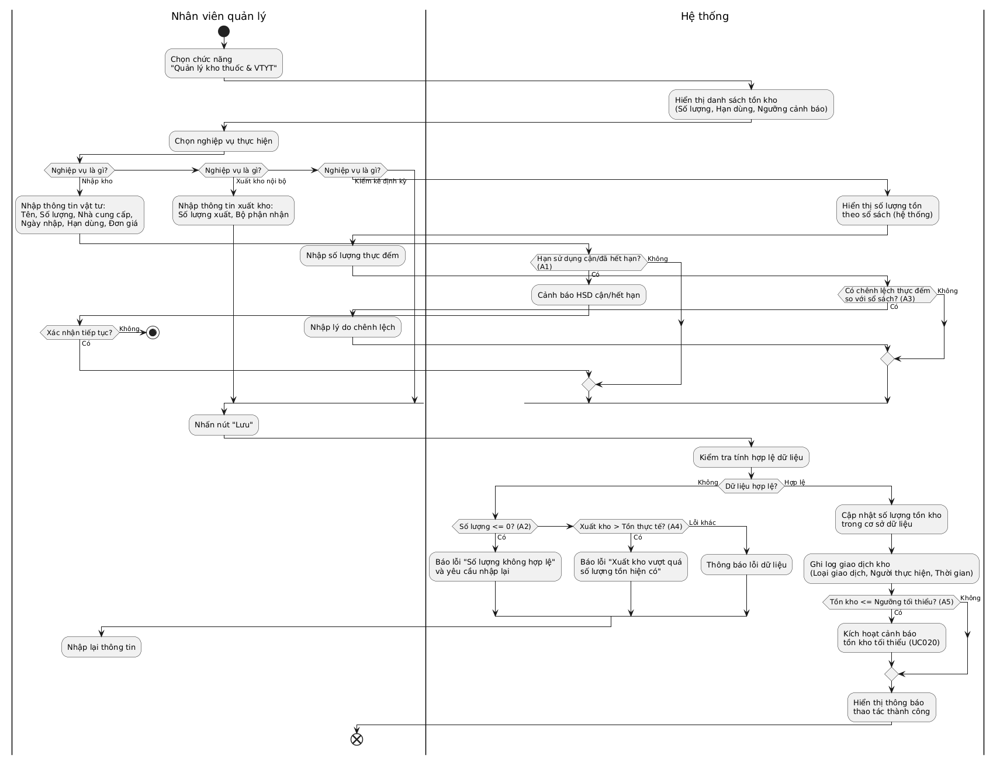 Nhân viên quản lý
Hệ thống
Chọn chức năng
"Quản lý kho thuốc & VTYT"
Hiển thị danh sách tồn kho
(Số lượng, Hạn dùng, Ngưỡng cảnh báo)
Chọn nghiệp vụ thực hiện
Nghiệp vụ là gì?
Nghiệp vụ là gì?
Nghiệp vụ là gì?
Nhập kho
Xuất kho nội bộ
Kiểm kê định kỳ
Nhập thông tin vật tư:
Tên, Số lượng, Nhà cung cấp,
Ngày nhập, Hạn dùng, Đơn giá
Nhập thông tin xuất kho:
Số lượng xuất, Bộ phận nhận
Hiển thị số lượng tồn
theo sổ sách (hệ thống)
Nhập số lượng thực đếm
Hạn sử dụng cận/đã hết hạn?
(A1)
Không
Có
Cảnh báo HSD cận/hết hạn
Có chênh lệch thực đếm
so với sổ sách? (A3)
Không
Có
Xác nhận tiếp tục?
Không
Có
Nhập lý do chênh lệch
Nhấn nút "Lưu"
Kiểm tra tính hợp lệ dữ liệu
Không
Dữ liệu hợp lệ?
Hợp lệ
Số lượng <= 0? (A2)
Có
Xuất kho > Tồn thực tế? (A4)
Có
Lỗi khác
Báo lỗi "Số lượng không hợp lệ"
và yêu cầu nhập lại
Báo lỗi "Xuất kho vượt quá
số lượng tồn hiện có"
Thông báo lỗi dữ liệu
Cập nhật số lượng tồn kho
trong cơ sở dữ liệu
Ghi log giao dịch kho
(Loại giao dịch, Người thực hiện, Thời gian)
Tồn kho <= Ngưỡng tối thiểu? (A5)
Không
Có
Kích hoạt cảnh báo
tồn kho tối thiểu (UC020)
Nhập lại thông tin
Hiển thị thông báo
thao tác thành công